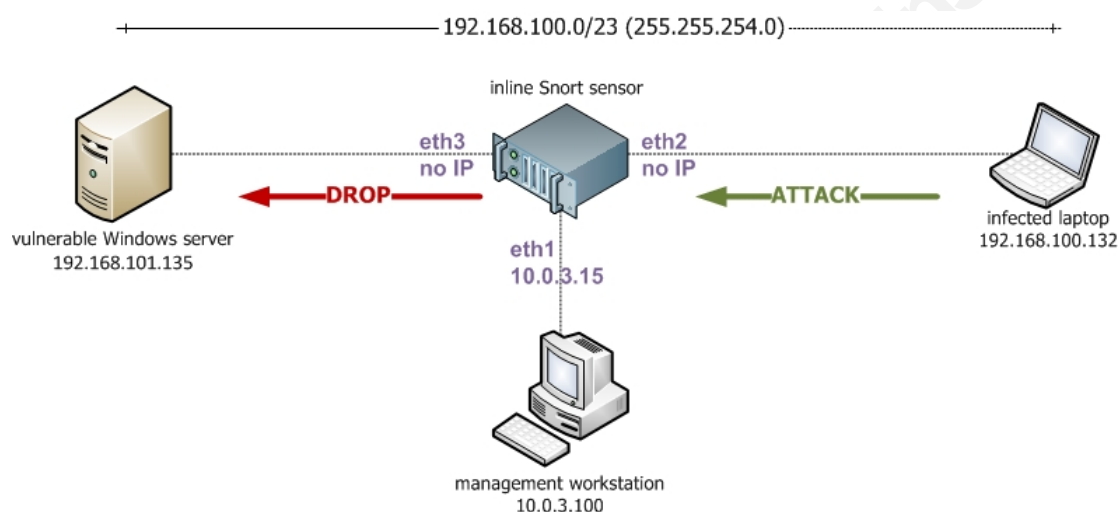 192.168.100.0/23 (255.255.254.0)
inline Snort sensor
eth3
no IP
eth2
no IP
DROP
ATTACK
vulnerable Windows server
192.168.101.135
infected laptop
192.168.100.132
eth1
10.0.3.15
management workstation
10.0.3.100